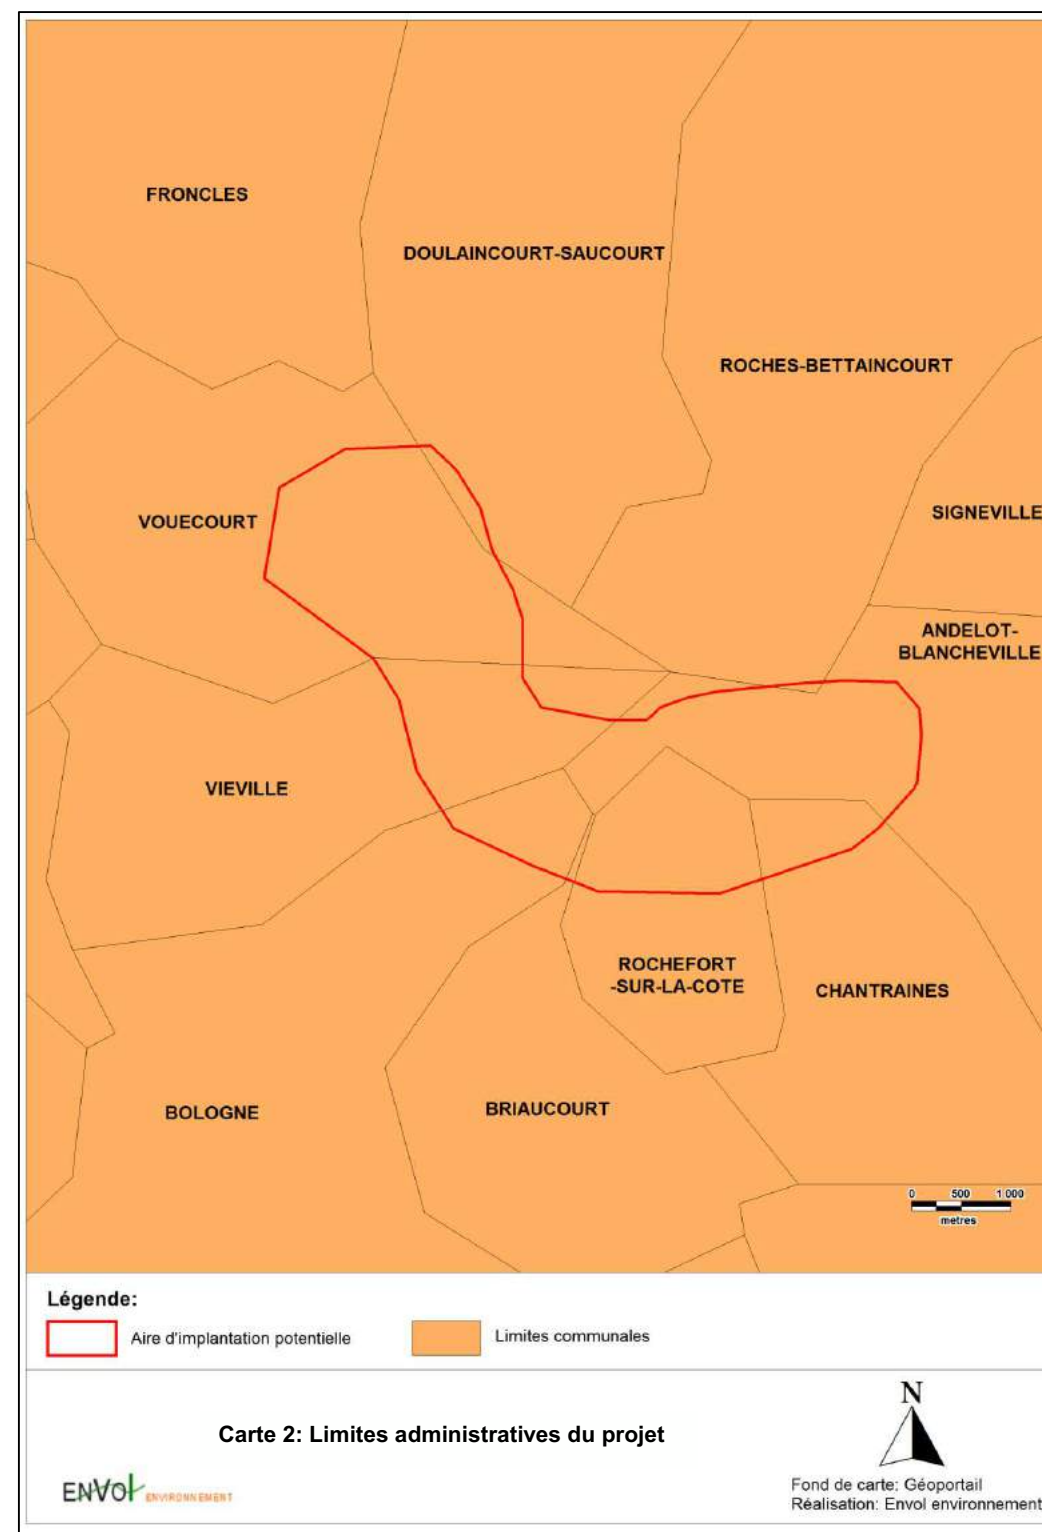 FRONCLES
DOULAINCOURT-SAUCOURT
ROCHES-BETTAINCOURT
SIGNEVILLE
VOUECOURT
ANDELOT-
BLANCHEVILLE
VIEVILLE
ROCHEFORT
-SUR-LA-COTE
CHANTRAINES
BOLOGNE
BRIAUCOURT
0 500 1 000
metres
Légende:
Aire d'implantation potentielle
Limites communales
Carte 2: Limites administratives du projet
N
ENVOL ENVIRONNEMENT
Fond de carte: Géoportail
Réalisation: Envol environnement